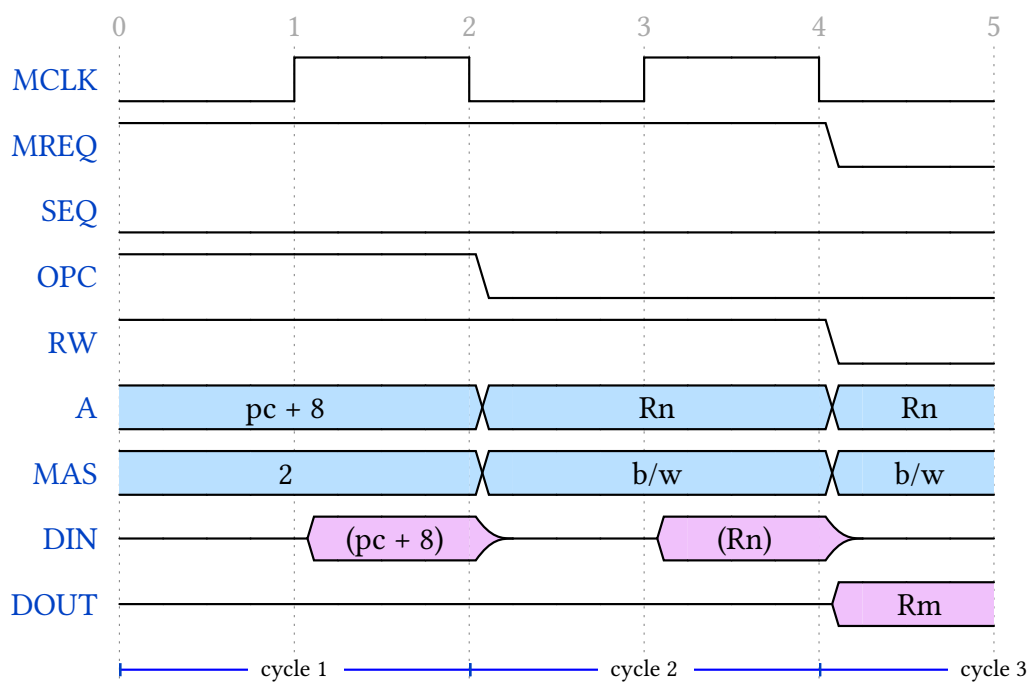 0 1 2 3 4 5
MCLK
MREQ
SEQ
OPC
RW
A pc + 8 Rn Rn
MAS 2 b/w b/w
DIN (pc + 8) (Rn)
DOUT Rm
cycle 1 cycle 2 cycle 3